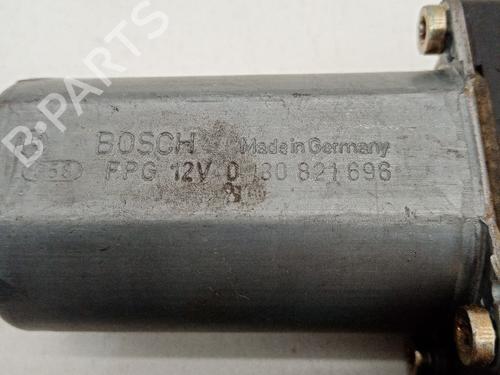 B-PARTS
BOSCH Made in Germany
FPG 12V 0 130 821 696